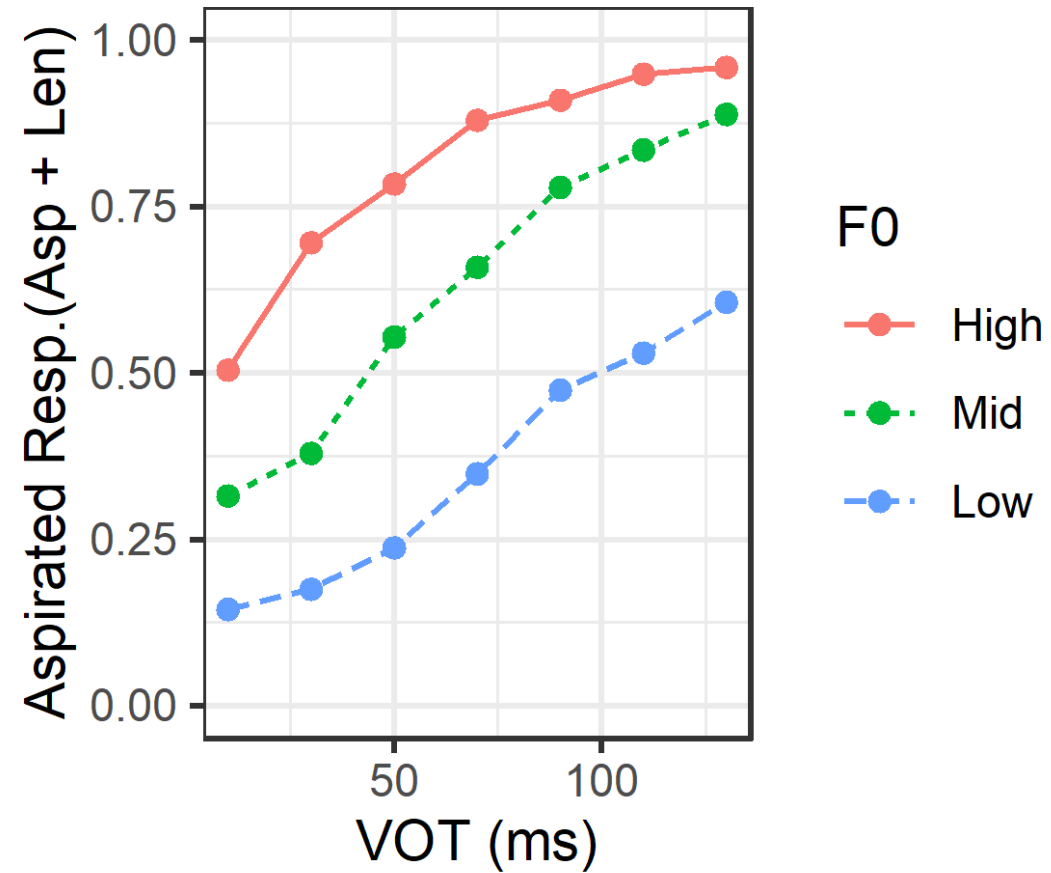 Aspirated Resp.(Asp + Len)
1.00
0.75
0.50
0.25
0.00
50 100
VOT (ms)
F0
High
Mid
Low